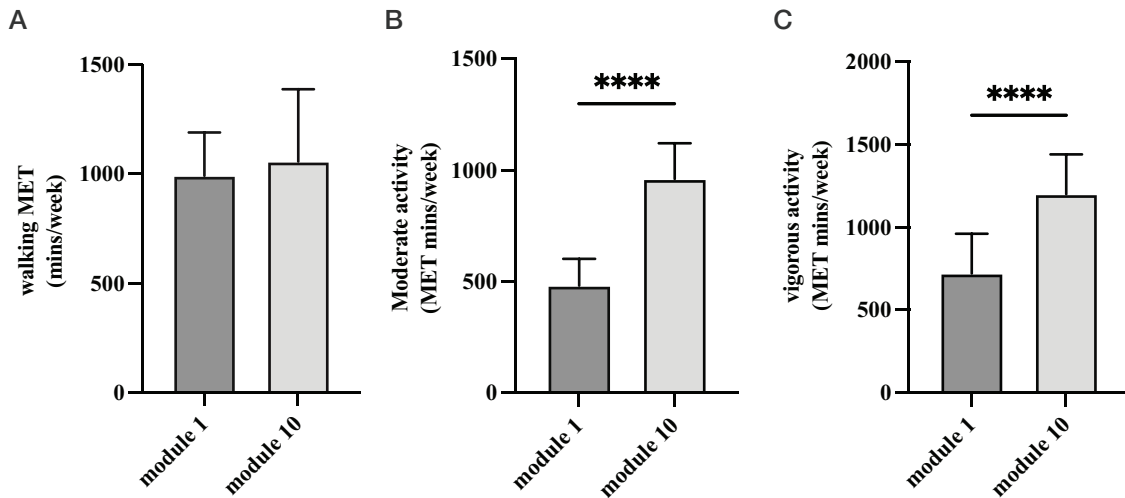 A
walking MET
(mins/week)
1500
1000
500
0
module 1
module 10
B
Moderate activity
(MET mins/week)
1500
1000
500
0
****
module 1
module 10
C
vigorous activity
(MET mins/week)
2000
1500
1000
500
0
****
module 1
module 10